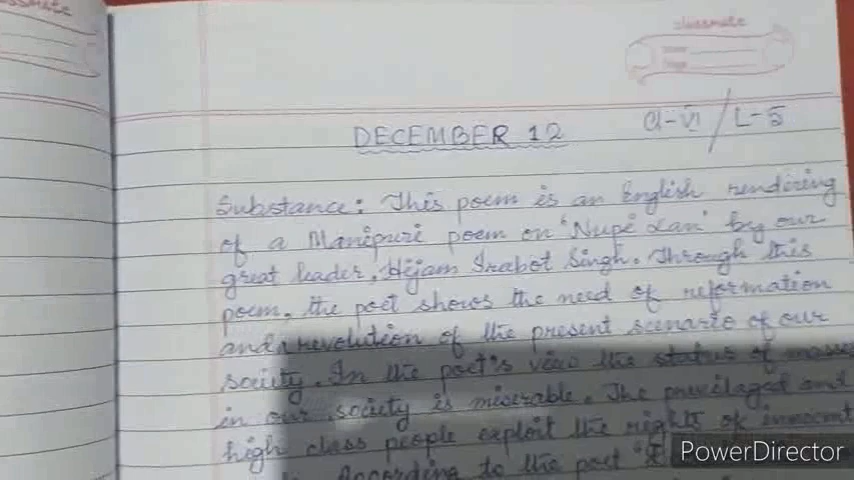 classmate
DECEMBER 12
Cl-VI / L-5
Substance: This poem is an English rendering
of a Manipuri poem on 'Nupi Lan' by our
great leader, Hijam Irabot Singh. Through this
poem, the poet shows the need of reformation
and revolution of the present scenario of our
society. In the poet's view the status of masses
in our society is miserable. The previlaged and
high class people exploit the rights of innocent
According to the poet
PowerDirector